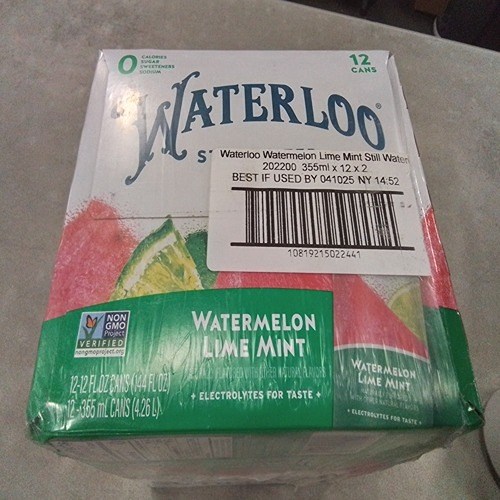 0 CALORIES
SUGAR
SWEETENERS
SODIUM
12
CANS
WATERLOO
Waterloo Watermelon Lime Mint Still Water
202200 355ml x 12 x 2
BEST IF USED BY 041025 NY 14:52
10819215022441
NON
GMO
Project
VERIFIED
nongmoproject.org
WATERMELON
LIME MINT
+ ELECTROLYTES FOR TASTE +
12-12 FL OZ CANS (144 FL OZ)
12-355 mL CANS (4.26 L)
WATERMELON
LIME MINT
+ ELECTROLYTES FOR TASTE +